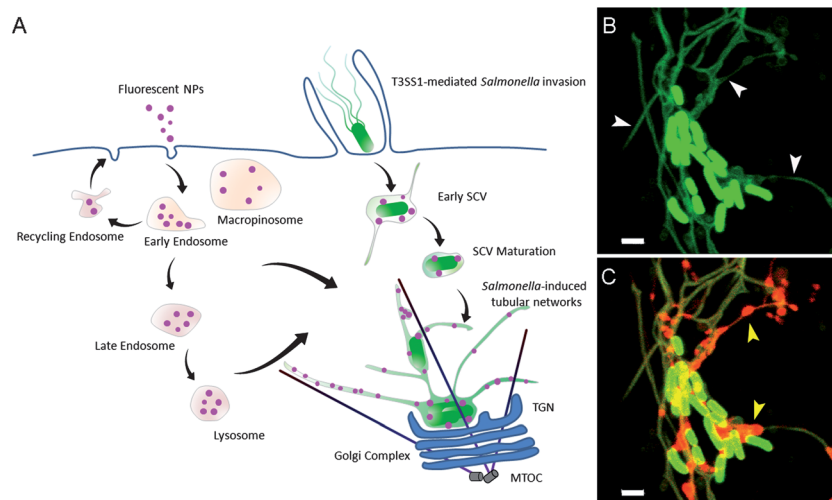 A
Fluorescent NPs
T3SS1-mediated Salmonella invasion
Recycling Endosome
Early Endosome
Macropinosome
Early SCV
SCV Maturation
Salmonella-induced
tubular networks
Late Endosome
Lysosome
TGN
Golgi Complex
MTOC
B
C